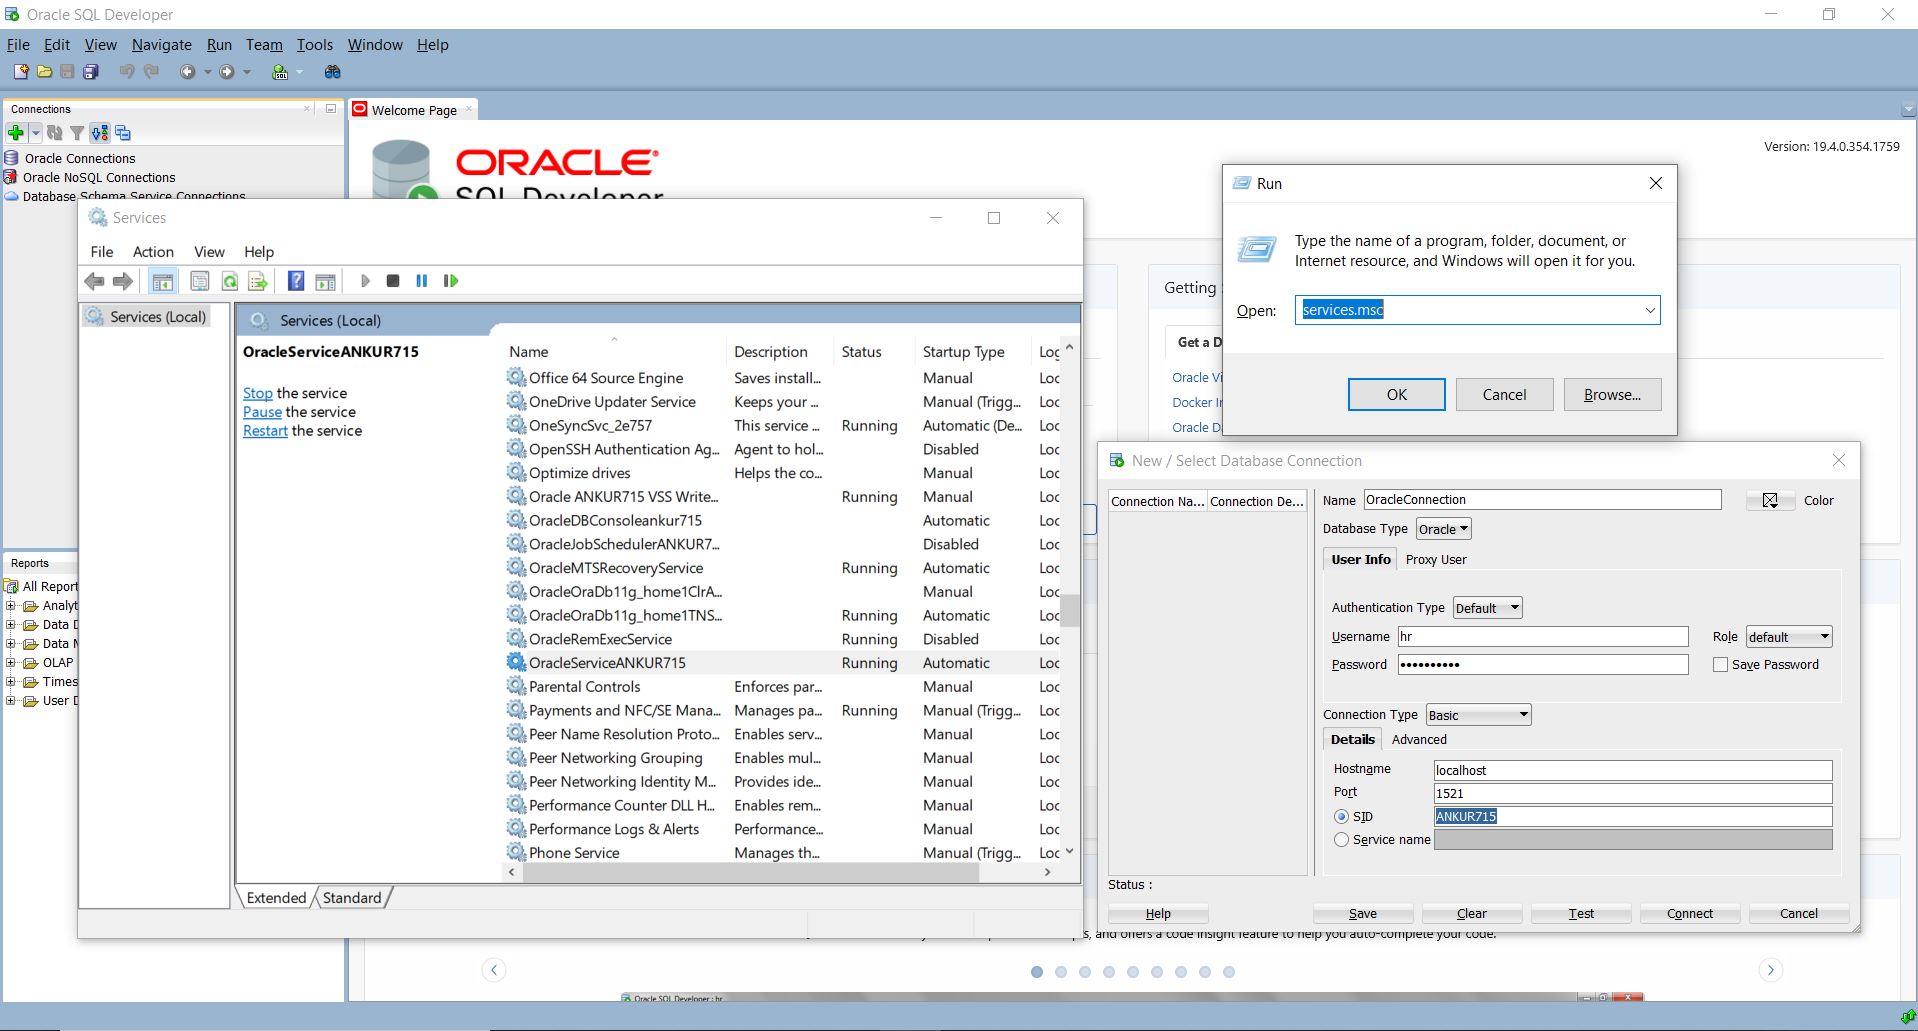 Oracle SQL Developer
File Edit View Navigate Run Team Tools Window Help
Connections
Oracle Connections
Oracle NoSQL Connections
Database Schema Service Connections
Reports
All Report
Analyt
Data D
Data M
OLAP
Times
User D
Welcome Page
ORACLE
SQL Developer
Version: 19.4.0.354.1759
Getting
Get a D
Oracle Vi
Docker In
Oracle D
Services
File Action View Help
Services (Local)
Services (Local)
OracleServiceANKUR715
Stop the service
Pause the service
Restart the service
Name Description Status Startup Type Log
Office 64 Source Engine Saves install... Manual Loc
OneDrive Updater Service Keeps your ... Manual (Trigg... Loc
OneSyncSvc_2e757 This service ... Running Automatic (De... Loc
OpenSSH Authentication Ag... Agent to hol... Disabled Loc
Optimize drives Helps the co... Manual Loc
Oracle ANKUR715 VSS Write... Running Manual Loc
OracleDBConsoleankur715 Automatic Loc
OracleJobSchedulerANKUR7... Disabled Loc
OracleMTSRecoveryService Running Automatic Loc
OracleOraDb11g_home1ClrA... Manual Loc
OracleOraDb11g_home1TNS... Running Automatic Loc
OracleRemExecService Running Disabled Loc
OracleServiceANKUR715 Running Automatic Loc
Parental Controls Enforces par... Manual Loc
Payments and NFC/SE Mana... Manages pa... Running Manual (Trigg... Loc
Peer Name Resolution Proto... Enables serv... Manual Loc
Peer Networking Grouping Enables mul... Manual Loc
Peer Networking Identity M... Provides ide... Manual Loc
Performance Counter DLL H... Enables rem... Manual Loc
Performance Logs & Alerts Performance... Manual Loc
Phone Service Manages th... Manual (Trigg... Loc
Extended Standard
Run
Type the name of a program, folder, document, or
Internet resource, and Windows will open it for you.
Open: services.msc
OK Cancel Browse...
New / Select Database Connection
Connection Na... Connection De...
Name OracleConnection Color
Database Type Oracle
User Info Proxy User
Authentication Type Default
Username hr Role default
Password •••••••••• Save Password
Connection Type Basic
Details Advanced
Hostname localhost
Port 1521
SID ANKUR715
Service name
Status :
Help Save Clear Test Connect Cancel
and offers a code insight feature to help you auto-complete your code.
Oracle SQL Developer : hr